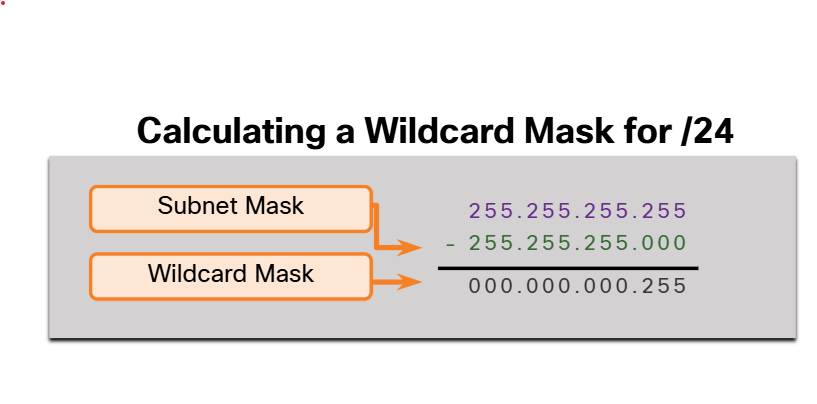 Calculating a Wildcard Mask for /24
Subnet Mask
255.255.255.255
- 255.255.255.000
Wildcard Mask
000.000.000.255